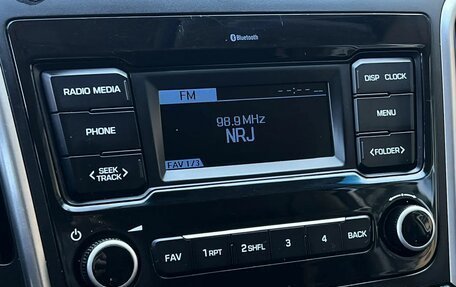 Bluetooth
RADIO MEDIA
PHONE
SEEK
TRACK
FM
--:--
98.9 MHz
NRJ
FAV 1/3
DISP CLOCK
MENU
<FOLDER>
FAV
1 RPT
2 SHFL
3
4
BACK